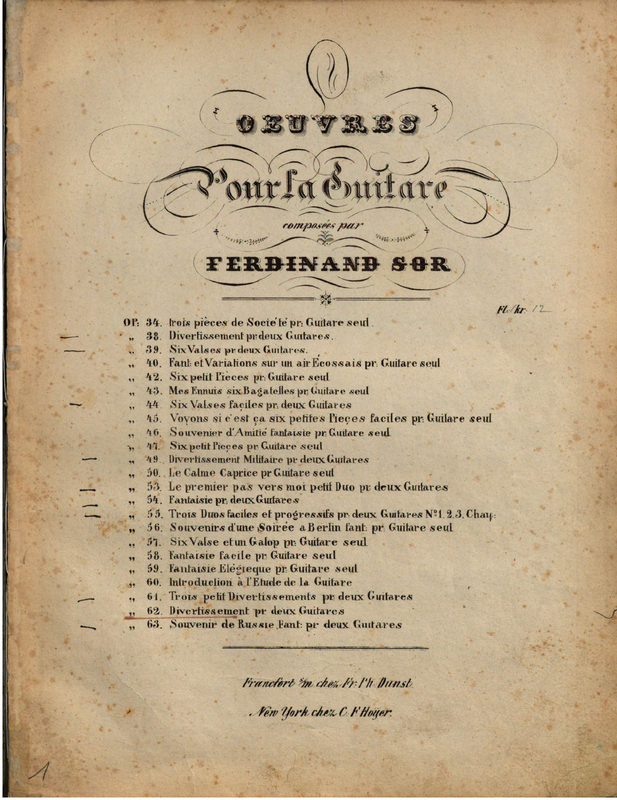 OEUVRES
Pour La Guitare
composées par
FERDINAND SOR
Fl./kr. 12
OP: 34. trois pièces de Société pr: Guitare seul.
„ 38. Divertissement pr deux Guitares.
„ 39. Six Valses pr: deux Guitares.
„ 40. Fant: et Variations sur un air Écossais pr: Guitare seul
„ 42. Six petit Pièces pr: Guitare seul
„ 43. Mes Ennuis six Bagatelles pr: Guitare seul
„ 44. Six Valses faciles pr: deux Guitares
„ 45. Voyons si c'est ça six petites Pieçes faciles pr: Guitare seul
„ 46. Souvenier d'Amitié fantaisie pr: Guitare seul
„ 47. Six petit Pieçes pr: Guitare seul
„ 49. Divertissement Militaire pr: deux Guitares
„ 50. Le Calme Caprice pr: Guitare seul
„ 53. Le premier pas vers moi petit Duo pr: deux Guitares
„ 54. Fantaisie pr: deux Guitares
„ 55. Trois Duos faciles et progressifs pr: deux Guitares No. 1. 2. 3. Chaq:
„ 56. Souvenirs d'une Soirée a Berlin fant: pr: Guitare seul
„ 57. Six Valse et un Galop pr: Guitare seul
„ 58. Fantaisie facile pr: Guitare seul
„ 59. Fantaisie Elégieque pr: Guitare seul
„ 60. Introduction à l'Etude de la Guitare
„ 61. Trois petit Divertissements pr: deux Guitares
„ 62. Divertissement pr: deux Guitares
„ 63. Souvenir de Russie, Fant: pr: deux Guitares
Francfort s/m chez Fr: Ph. Dunst
New York chez C. F. Hoyer.
1